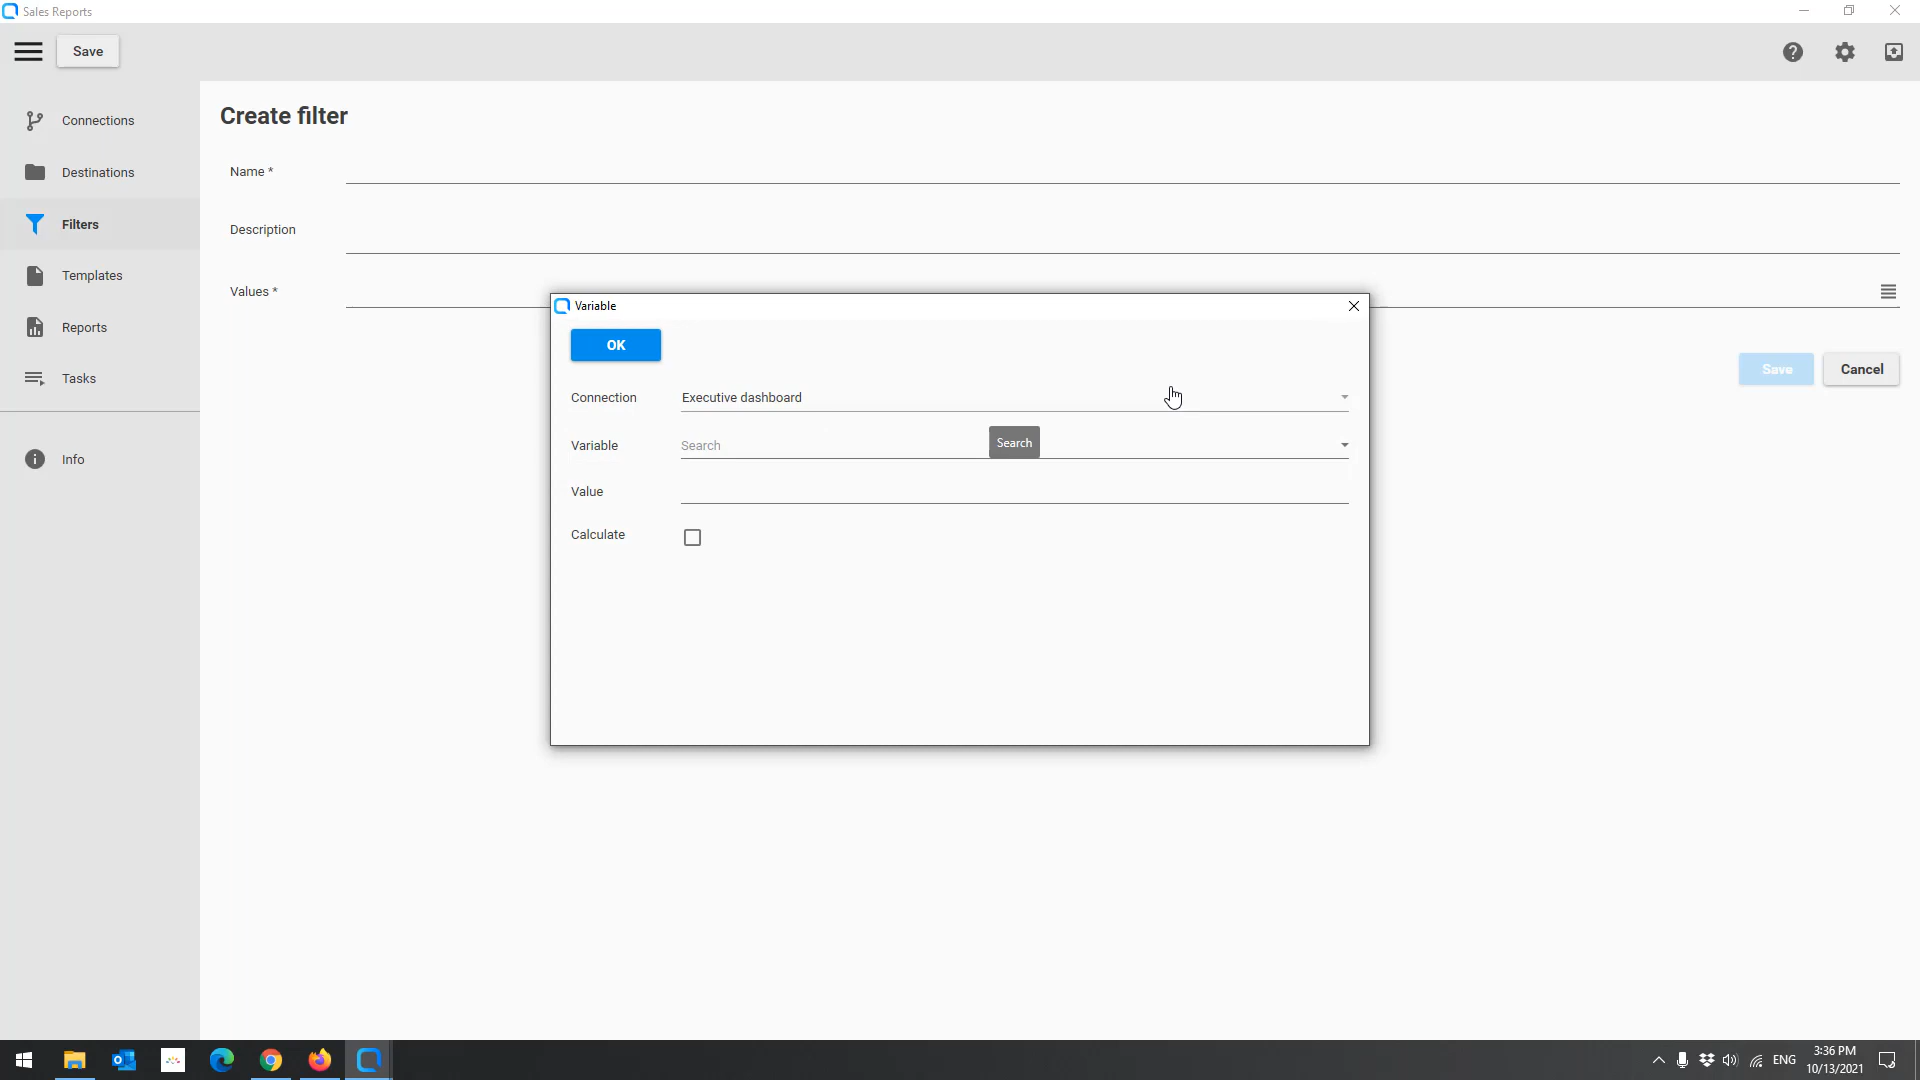 Sales Reports
Save
Connections
Destinations
Filters
Templates
Reports
Tasks
Info
Create filter
Name *
Description
Values *
Save
Cancel
Variable
OK
Connection
Executive dashboard
Variable
Search
Search
Value
Calculate
ENG
3:36 PM
10/13/2021